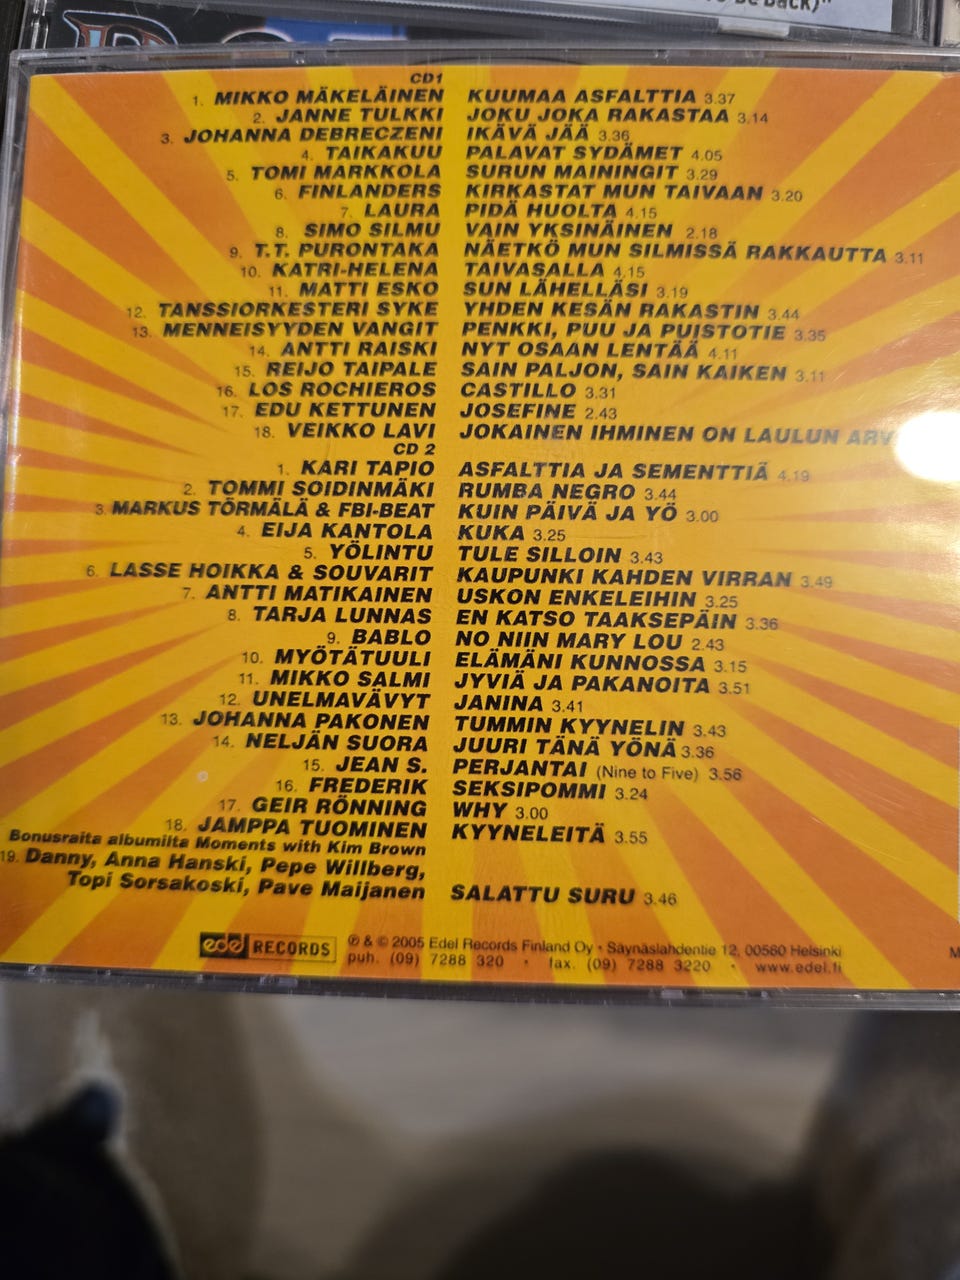 to be back)"
CD 1
1. MIKKO MÄKELÄINEN KUUMAA ASFALTTIA 3.37
2. JANNE TULKKI JOKU JOKA RAKASTAA 3.14
3. JOHANNA DEBRECZENI IKÄVÄ JÄÄ 3.36
4. TAIKAKUU PALAVAT SYDÄMET 4.05
5. TOMI MARKKOLA SURUN MAININGIT 3.29
6. FINLANDERS KIRKASTAT MUN TAIVAAN 3.20
7. LAURA PIDÄ HUOLTA 4.15
8. SIMO SILMU VAIN YKSINÄINEN 2.18
9. T.T. PURONTAKA NÄETKÖ MUN SILMISSÄ RAKKAUTTA 3.11
10. KATRI-HELENA TAIVASALLA 4.15
11. MATTI ESKO SUN LÄHELLÄSI 3.19
12. TANSSIORKESTERI SYKE YHDEN KESÄN RAKASTIN 3.44
13. MENNEISYYDEN VANGIT PENKKI, PUU JA PUISTOTIE 3.35
14. ANTTI RAISKI NYT OSAAN LENTÄÄ 4.11
15. REIJO TAIPALE SAIN PALJON, SAIN KAIKEN 3.11
16. LOS ROCHIEROS CASTILLO 3.31
17. EDU KETTUNEN JOSEFINE 2.43
18. VEIKKO LAVI JOKAINEN IHMINEN ON LAULUN ARV
CD 2
1. KARI TAPIO ASFALTTIA JA SEMENTTIÄ 4.19
2. TOMMI SOIDINMÄKI RUMBA NEGRO 3.44
3. MARKUS TÖRMÄLÄ & FBI-BEAT KUIN PÄIVÄ JA YÖ 3.00
4. EIJA KANTOLA KUKA 3.25
5. YÖLINTU TULE SILLOIN 3.43
6. LASSE HOIKKA & SOUVARIT KAUPUNKI KAHDEN VIRRAN 3.49
7. ANTTI MATIKAINEN USKON ENKELEIHIN 3.25
8. TARJA LUNNAS EN KATSO TAAKSEPÄIN 3.36
9. BABLO NO NIIN MARY LOU 2.43
10. MYÖTÄTUULI ELÄMÄNI KUNNOSSA 3.15
11. MIKKO SALMI JYVIÄ JA PAKANOITA 3.51
12. UNELMAVÄVYT JANINA 3.41
13. JOHANNA PAKONEN TUMMIN KYYNELIN 3.43
14. NELJÄN SUORA JUURI TÄNÄ YÖNÄ 3.36
15. JEAN S. PERJANTAI (Nine to Five) 3.56
16. FREDERIK SEKSIPOMMI 3.24
17. GEIR RÖNNING WHY 3.00
18. JAMPPA TUOMINEN KYYNELEITÄ 3.55
Bonusraita albumilta Moments with Kim Brown
19. Danny, Anna Hanski, Pepe Willberg,
Topi Sorsakoski, Pave Maijanen SALATTU SURU 3.46
edel RECORDS
℗ & © 2005 Edel Records Finland Oy • Säynäslahdentie 12, 00560 Helsinki
puh. (09) 7288 320 • fax. (09) 7288 3220 • www.edel.fi
M